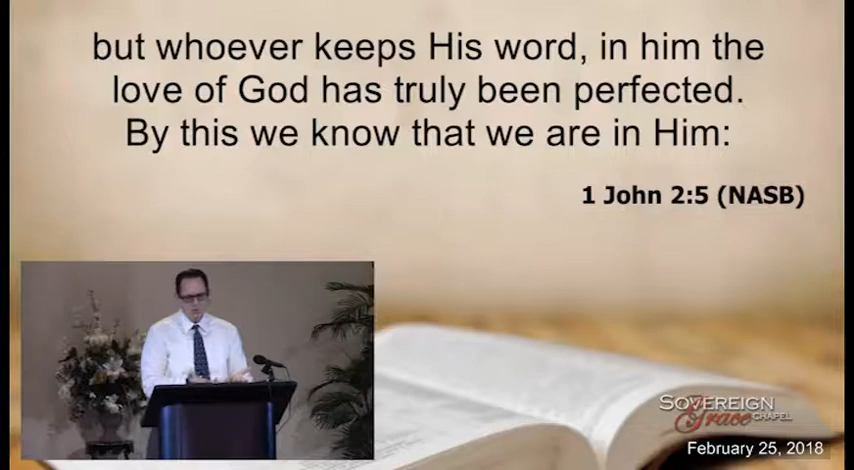 but whoever keeps His word, in him the
love of God has truly been perfected.
By this we know that we are in Him:
1 John 2:5 (NASB)
SOVEREIGN
Grace CHAPEL
February 25, 2018